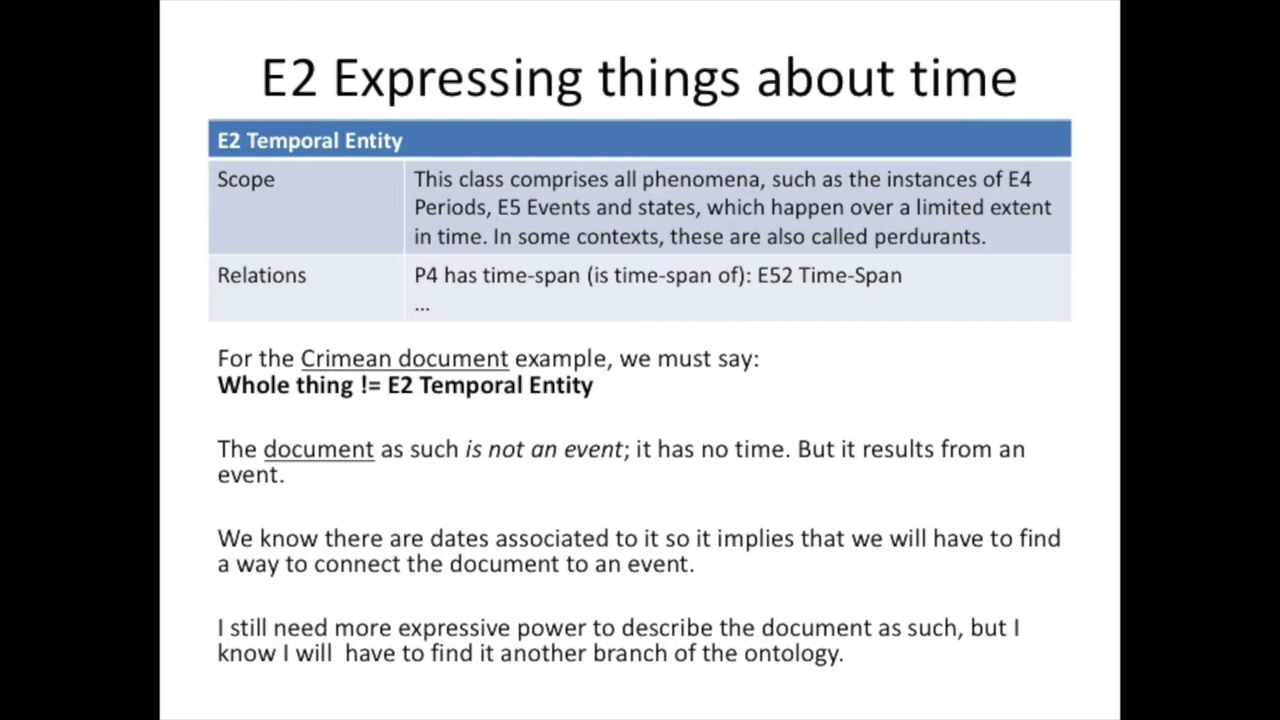 E2 Expressing things about time
E2 Temporal Entity
Scope
This class comprises all phenomena, such as the instances of E4
Periods, E5 Events and states, which happen over a limited extent
in time. In some contexts, these are also called perdurants.
Relations
P4 has time-span (is time-span of): E52 Time-Span
...
For the Crimean document example, we must say:
Whole thing != E2 Temporal Entity
The document as such is not an event; it has no time. But it results from an
event.
We know there are dates associated to it so it implies that we will have to find
a way to connect the document to an event.
I still need more expressive power to describe the document as such, but I
know I will  have to find it another branch of the ontology.